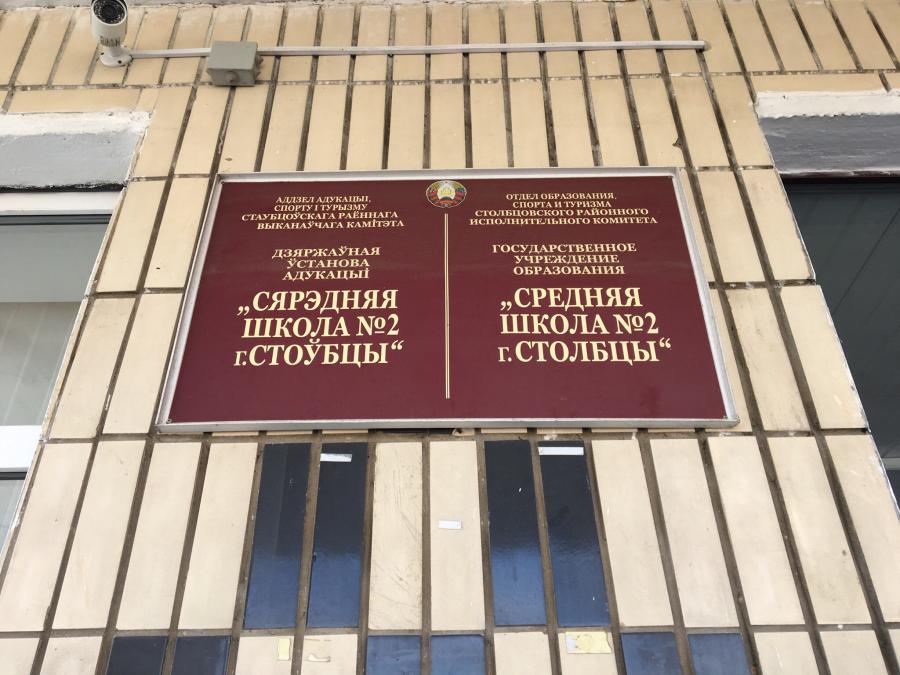 АДДЗЕЛ АДУКАЦЫІ,
СПОРТУ І ТУРЫЗМУ
СТАУБЦОЎСКАГА РАЁННАГА
ВЫКАНАЎЧАГА КАМІТЭТА
ДЗЯРЖАЎНАЯ
ЎСТАНОВА
АДУКАЦЫІ
„СЯРЭДНЯЯ
ШКОЛА №2
г.СТОЎБЦЫ“
ОТДЕЛ ОБРАЗОВАНИЯ,
СПОРТА И ТУРИЗМА
СТОЛБЦОВСКОГО РАЙОННОГО
ИСПОЛНИТЕЛЬНОГО КОМИТЕТА
ГОСУДАРСТВЕННОЕ
УЧРЕЖДЕНИЕ
ОБРАЗОВАНИЯ
„СРЕДНЯЯ
ШКОЛА №2
г.СТОЛБЦЫ“